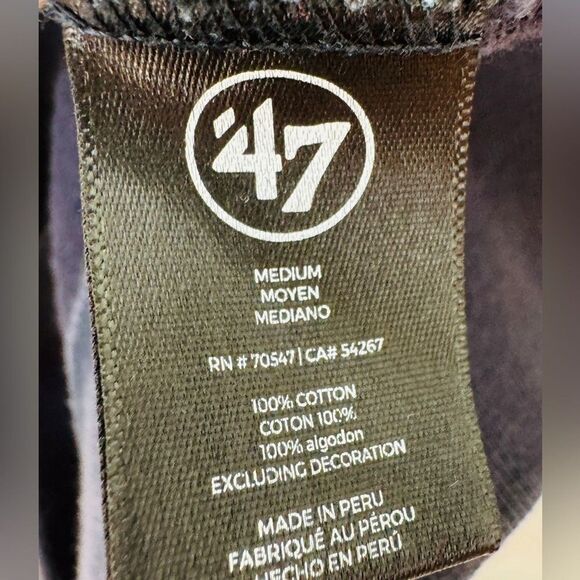 '47
MEDIUM
MOYEN
MEDIANO
RN # 70547 | CA# 54267
100% COTTON
COTON 100%
100% algodon
EXCLUDING DECORATION
MADE IN PERU
FABRIQUÉ AU PÉROU
HECHO EN PERÚ